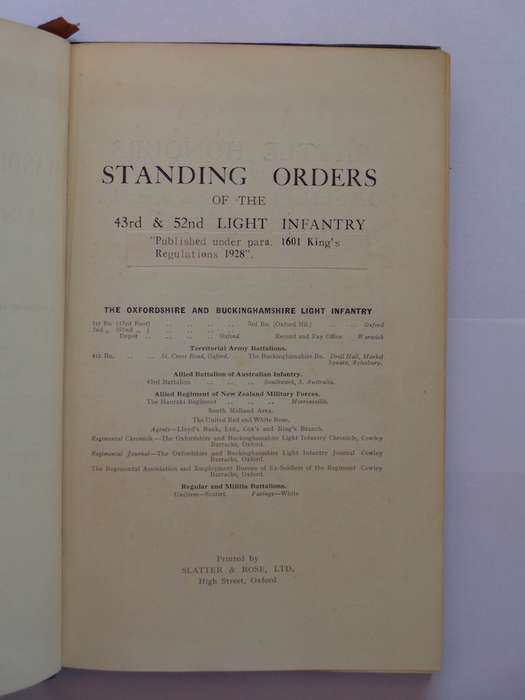 STANDING ORDERS
OF THE
43rd & 52nd LIGHT INFANTRY
"Published under para. 1601 King's
Regulations 1928".
THE OXFORDSHIRE AND BUCKINGHAMSHIRE LIGHT INFANTRY
1st Bn. (43rd Foot) .. .. .. .. 3rd Bn. (Oxford Mil.) .. .. Oxford
2nd „ (52nd „ ) .. .. .. ..
Depot .. .. .. .. Oxford Record and Pay Office Warwick
Territorial Army Battalions.
4th Bn. .. .. St. Cross Road, Oxford. The Buckinghamshire Bn. Drill Hall, Market
Square, Aylesbury.
Allied Battalion of Australian Infantry.
43rd Battalion .. .. .. .. Southwark, S. Australia.
Allied Regiment of New Zealand Military Forces.
The Hauraki Regiment .. .. .. Morrinsville.
South Midland Area.
The United Red and White Rose.
Agents—Lloyd's Bank, Ltd., Cox's and King's Branch.
Regimental Chronicle—The Oxfordshire and Buckinghamshire Light Infantry Chronicle, Cowley
Barracks, Oxford.
Regimental Journal—The Oxfordshire and Buckinghamshire Light Infantry Journal Cowley
Barracks, Oxford.
The Regimental Association and Employment Bureau of Ex-Soldiers of the Regiment Cowley
Barracks, Oxford.
Regular and Militia Battalions.
Uniform—Scarlet. Facings—White
Printed by
SLATTER & ROSE, LTD.
High Street, Oxford